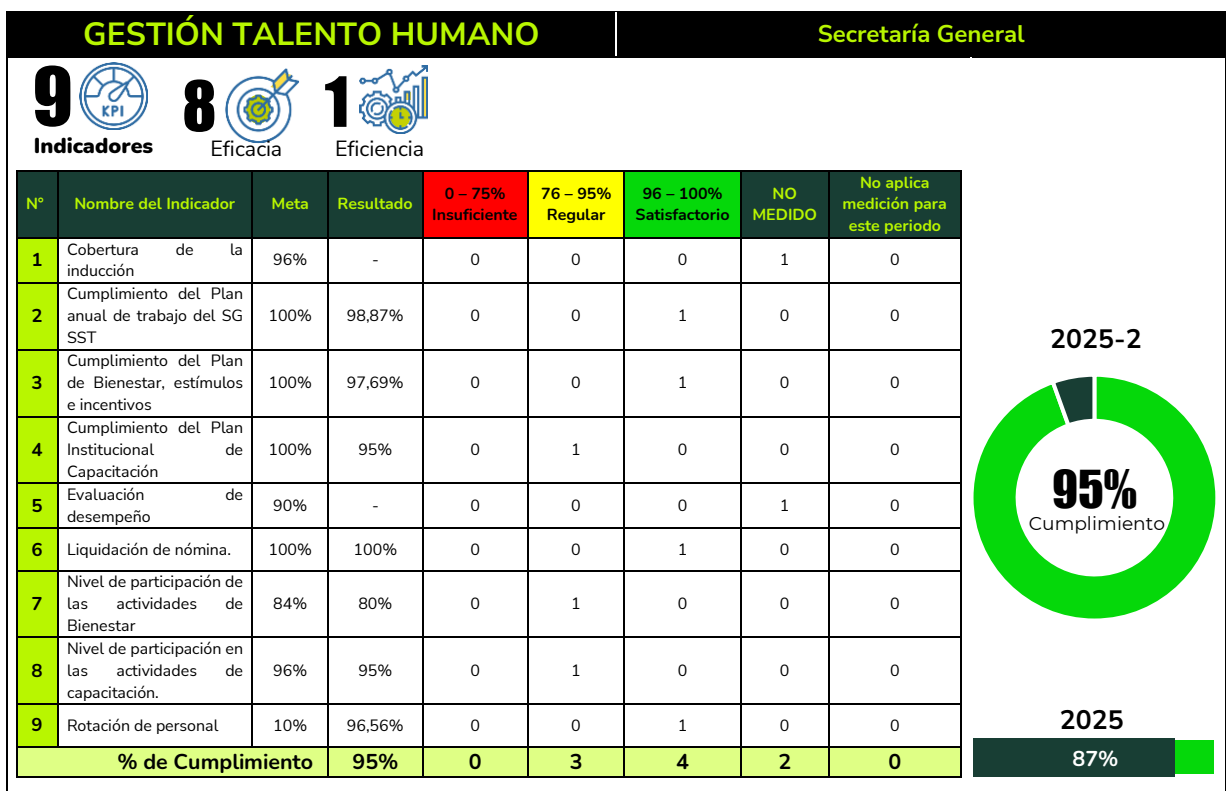 GESTIÓN TALENTO HUMANO
Secretaría General
9
KPI
Indicadores
8
Eficacia
1
Eficiencia
N° Nombre del Indicador Meta Resultado 0 – 75% Insuficiente 76 – 95% Regular 96 – 100% Satisfactorio NO MEDIDO No aplica medición para este periodo
1 Cobertura de la inducción 96% - 0 0 0 1 0
2 Cumplimiento del Plan anual de trabajo del SG SST 100% 98,87% 0 0 1 0 0
3 Cumplimiento del Plan de Bienestar, estímulos e incentivos 100% 97,69% 0 0 1 0 0
4 Cumplimiento del Plan Institucional de Capacitación 100% 95% 0 1 0 0 0
5 Evaluación de desempeño 90% - 0 0 0 1 0
6 Liquidación de nómina. 100% 100% 0 0 1 0 0
7 Nivel de participación de las actividades de Bienestar 84% 80% 0 1 0 0 0
8 Nivel de participación en las actividades de capacitación. 96% 95% 0 1 0 0 0
9 Rotación de personal 10% 96,56% 0 0 1 0 0
% de Cumplimiento 95% 0 3 4 2 0
2025-2
95%
Cumplimiento
2025
87%